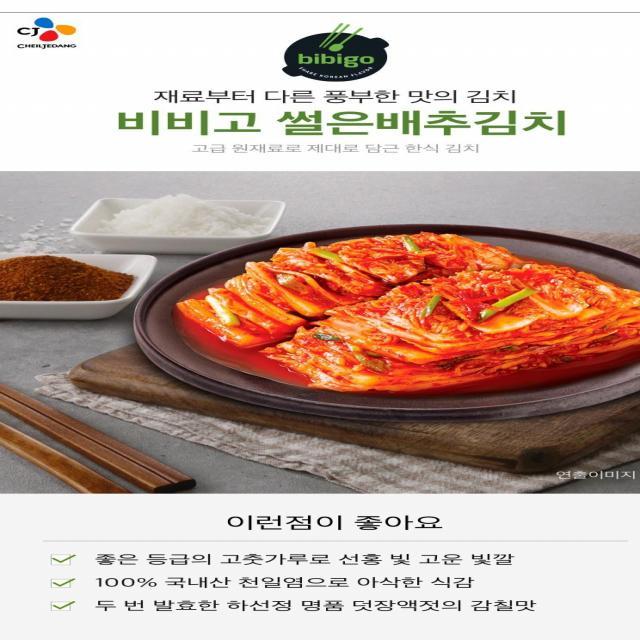 CJ
CHEILJEDANG
bibigo
SHARE KOREAN FLAVOR
재료부터 다른 풍부한 맛의 김치
비비고 썰은배추김치
고급 원재료로 제대로 담근 한식 김치
연출이미지
이런점이 좋아요
좋은 등급의 고춧가루로 선홍 빛 고운 빛깔
100% 국내산 천일염으로 아삭한 식감
두 번 발효한 하선정 명품 덧장액젓의 감칠맛